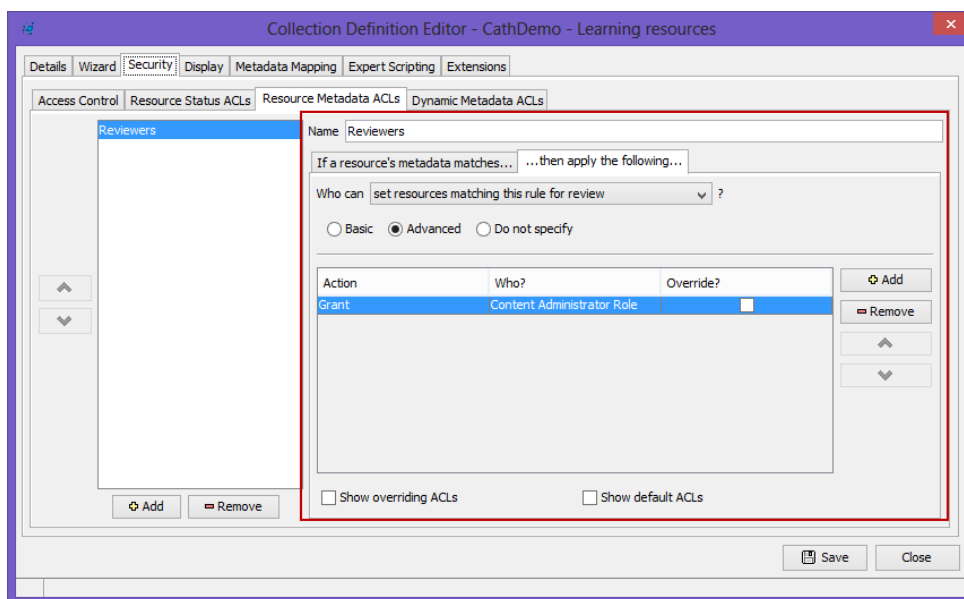 Collection Definition Editor - CathDemo - Learning resources
Details Wizard Security Display Metadata Mapping Expert Scripting Extensions
Access Control Resource Status ACLs Resource Metadata ACLs Dynamic Metadata ACLs
Reviewers
Name Reviewers
If a resource's metadata matches... ...then apply the following...
Who can set resources matching this rule for review ?
Basic Advanced Do not specify
Action Who? Override?
Grant Content Administrator Role
Add
Remove
Show overriding ACLs Show default ACLs
Add Remove
Save Close